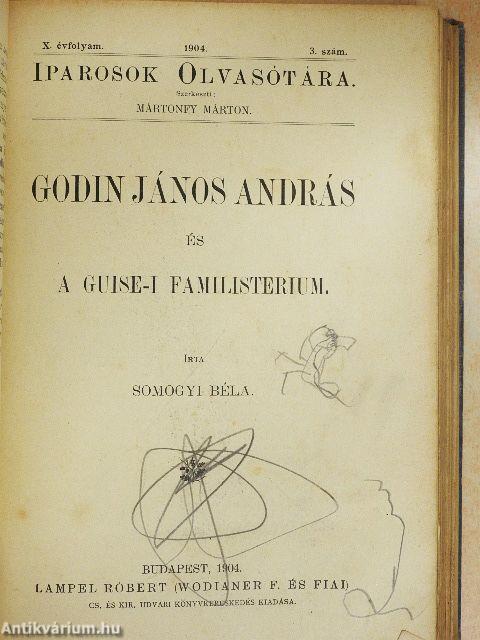 X. évfolyam. 1904. 3. szám.
IPAROSOK OLVASÓTÁRA.
Szerkeszti:
MÁRTONFY MÁRTON.
GODIN JÁNOS ANDRÁS
ÉS
A GUISE-I FAMILISTERIUM.
IRTA
SOMOGYI BÉLA.
BUDAPEST, 1904.
LAMPEL RÓBERT (WODIANER F. ÉS FIAI)
CS. ÉS KIR. UDVARI KÖNYVKERESKEDÉS KIADÁSA.
Antikvárium.hu